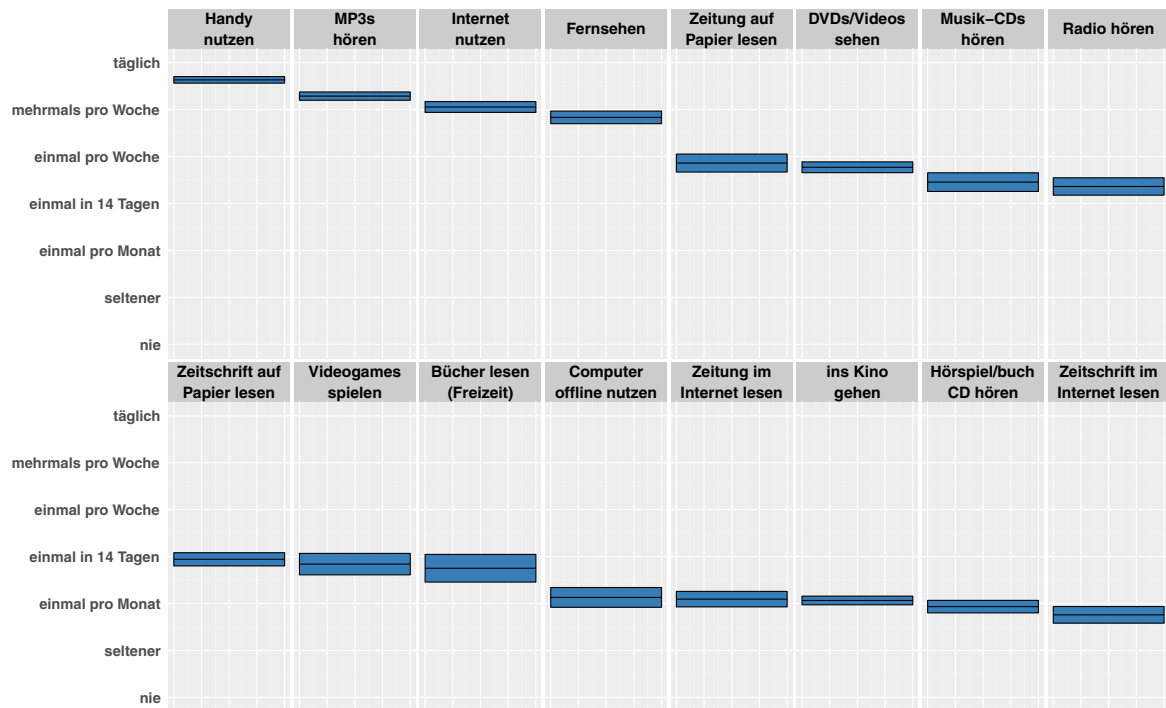 Handy
nutzen
MP3s
hören
Internet
nutzen
Fernsehen
Zeitung auf
Papier lesen
DVDs/Videos
sehen
Musik−CDs
hören
Radio hören
täglich
mehrmals pro Woche
einmal pro Woche
einmal in 14 Tagen
einmal pro Monat
seltener
nie
Zeitschrift auf
Papier lesen
Videogames
spielen
Bücher lesen
(Freizeit)
Computer
offline nutzen
Zeitung im
Internet lesen
ins Kino
gehen
Hörspiel/buch
CD hören
Zeitschrift im
Internet lesen
täglich
mehrmals pro Woche
einmal pro Woche
einmal in 14 Tagen
einmal pro Monat
seltener
nie